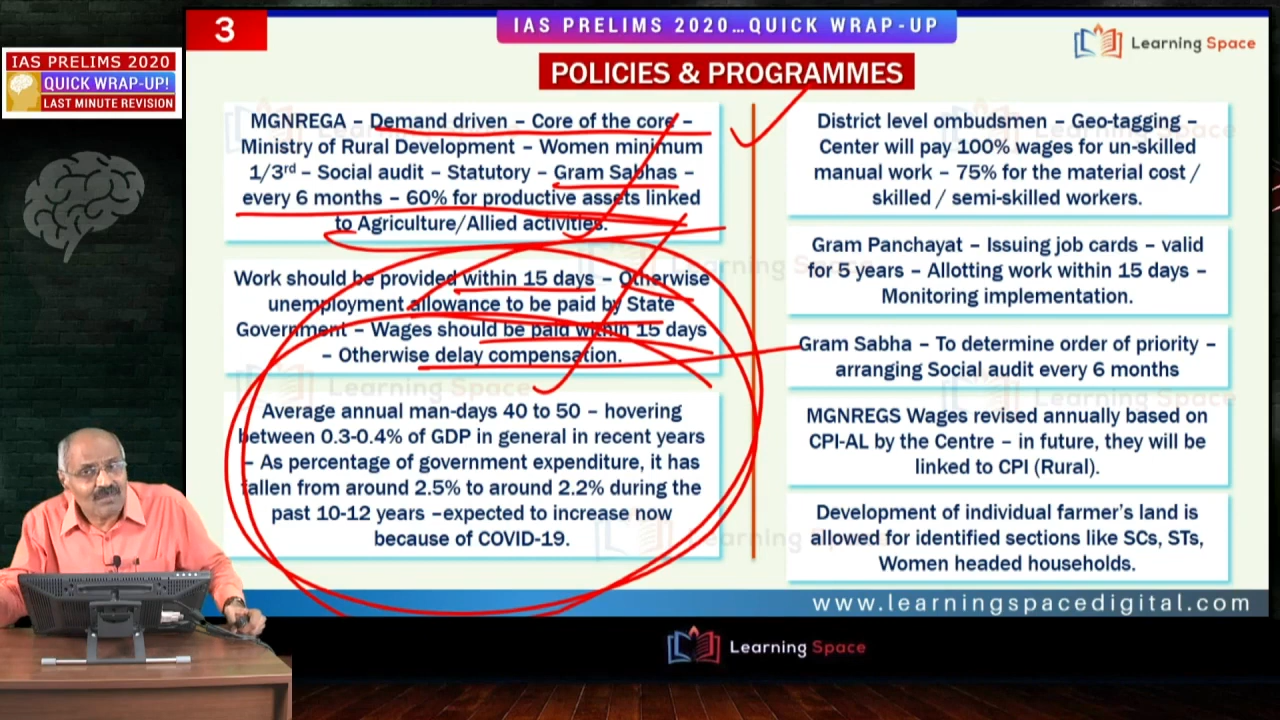 3
IAS PRELIMS 2020...QUICK WRAP-UP
Learning Space
IAS PRELIMS 2020
QUICK WRAP-UP!
LAST MINUTE REVISION
POLICIES & PROGRAMMES
MGNREGA – Demand driven – Core of the core –
Ministry of Rural Development – Women minimum
1/3rd – Social audit – Statutory – Gram Sabhas –
every 6 months – 60% for productive assets linked
to Agriculture/Allied activities.
Work should be provided within 15 days – Otherwise
unemployment allowance to be paid by State
Government – Wages should be paid within 15 days
– Otherwise delay compensation.
Average annual man-days 40 to 50 – hovering
between 0.3-0.4% of GDP in general in recent years
– As percentage of government expenditure, it has
fallen from around 2.5% to around 2.2% during the
past 10-12 years –expected to increase now
because of COVID-19.
District level ombudsmen – Geo-tagging –
Center will pay 100% wages for un-skilled
manual work – 75% for the material cost /
skilled / semi-skilled workers.
Gram Panchayat – Issuing job cards – valid
for 5 years – Allotting work within 15 days –
Monitoring implementation.
Gram Sabha – To determine order of priority –
arranging Social audit every 6 months
MGNREGS Wages revised annually based on
CPI-AL by the Centre – in future, they will be
linked to CPI (Rural).
Development of individual farmer's land is
allowed for identified sections like SCs, STs,
Women headed households.
www.learningspacedigital.com
Learning Space